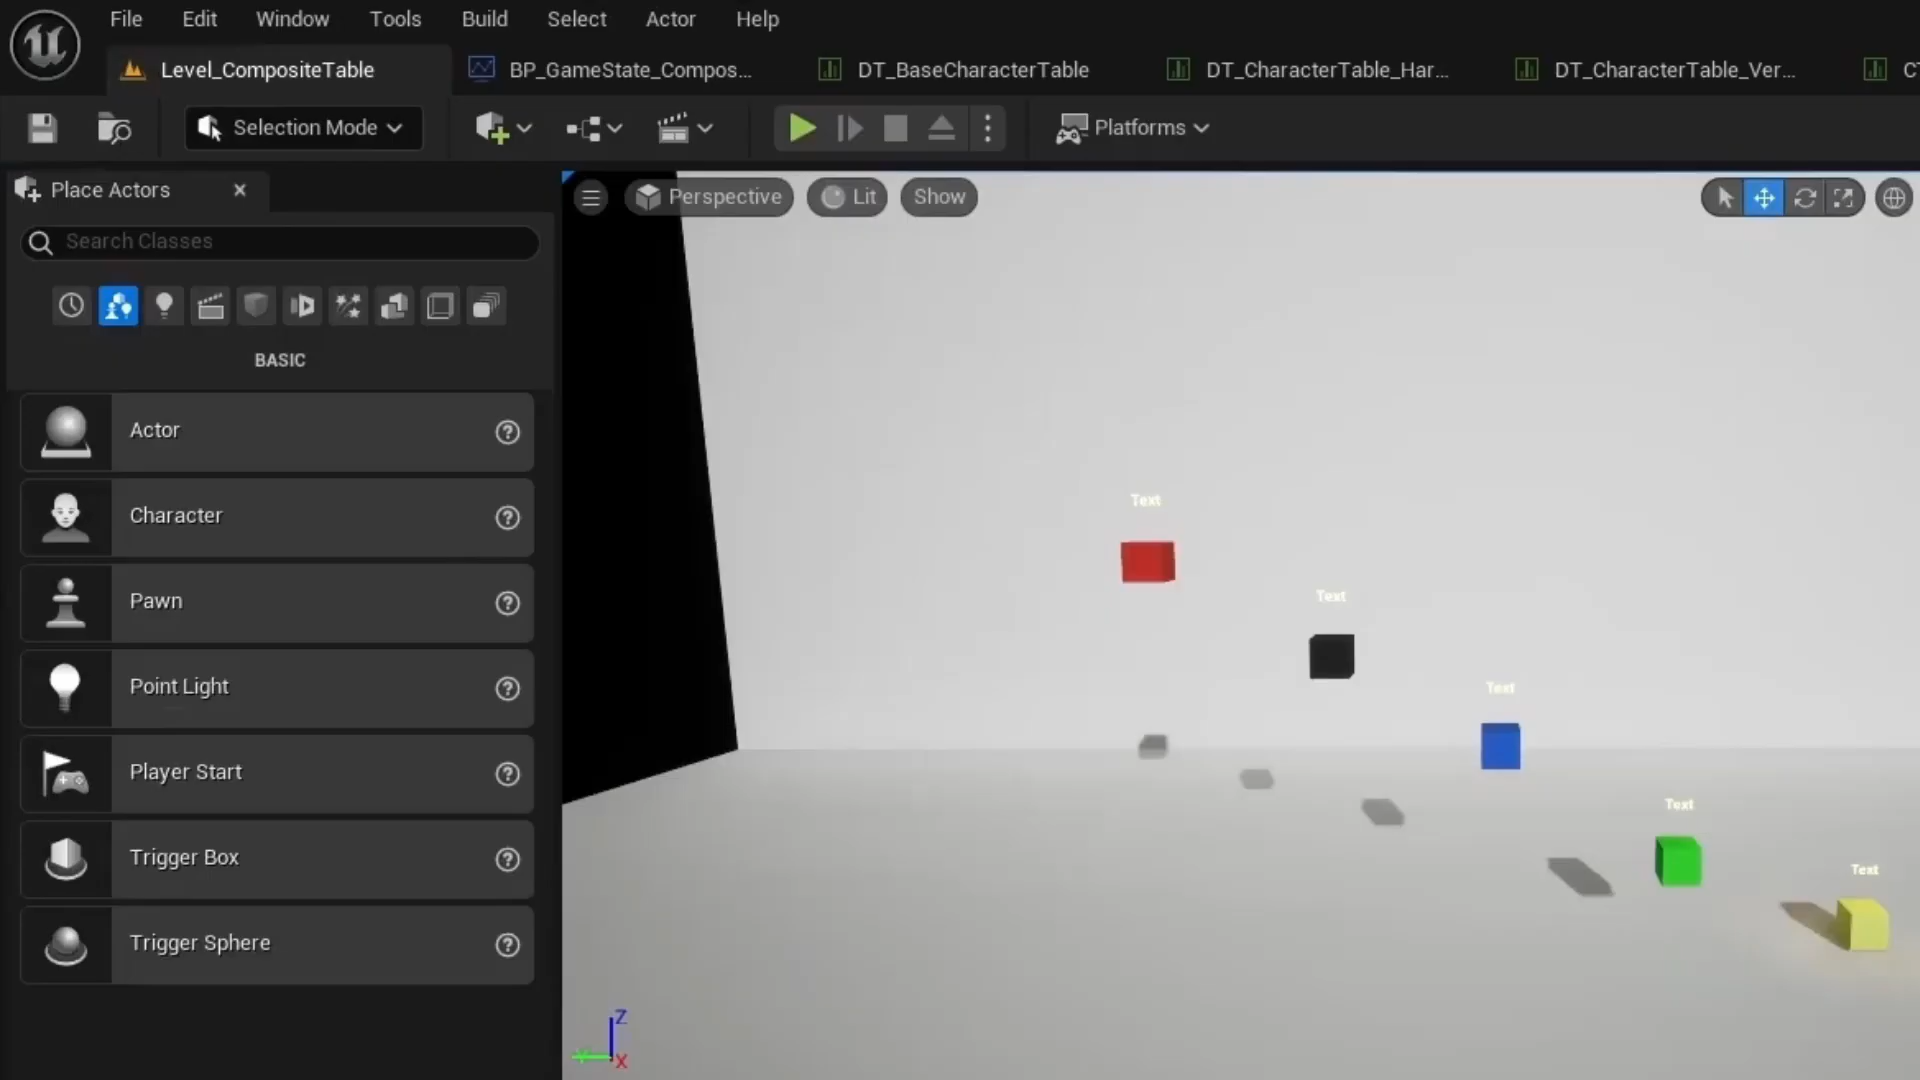 File Edit Window Tools Build Select Actor Help
Level_CompositeTable BP_GameState_Compos... DT_BaseCharacterTable DT_CharacterTable_Har... DT_CharacterTable_Ver... CT
Selection Mode Platforms
Place Actors
Perspective Lit Show
Search Classes
BASIC
Actor
Character
Pawn
Point Light
Player Start
Trigger Box
Trigger Sphere
Text
Text
Text
Text
Text
Z
Y X